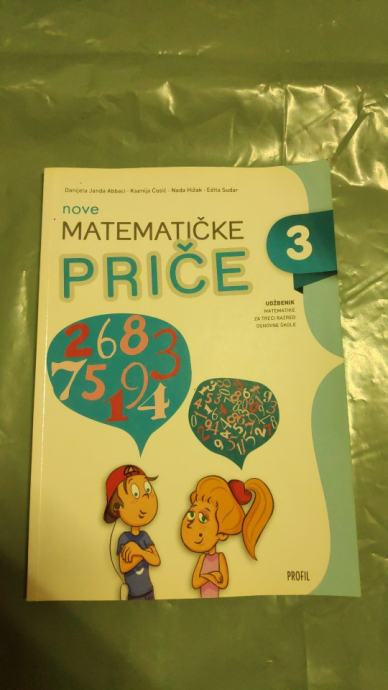 Danijela Janda Abbaci · Ksenija Ćosić · Nada Hižak · Edita Sudar
nove
MATEMATIČKE
PRIČE
3
UDŽBENIK
MATEMATIKE
ZA TREĆI RAZRED
OSNOVNE ŠKOLE
2683
75194
PROFIL